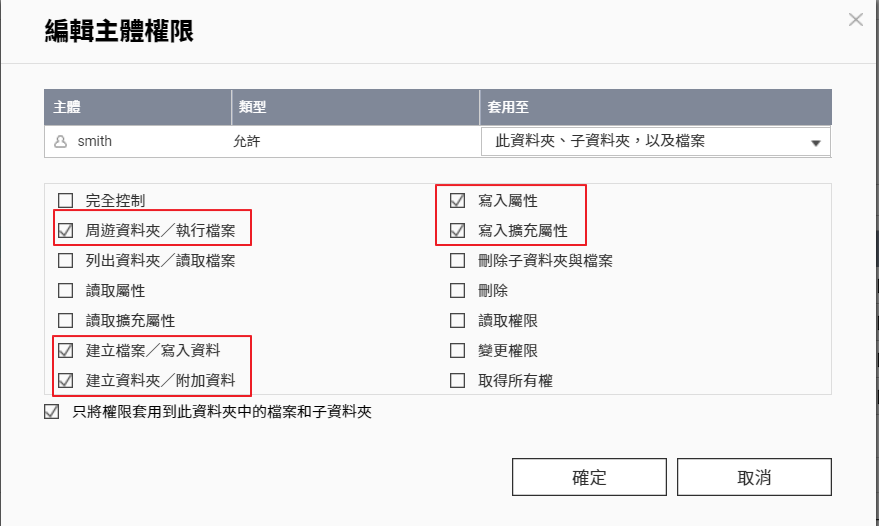 編輯主體權限
主體 類型 套用至
smith 允許 此資料夾、子資料夾，以及檔案
完全控制 寫入屬性
周遊資料夾／執行檔案 寫入擴充屬性
列出資料夾／讀取檔案 刪除子資料夾與檔案
讀取屬性 刪除
讀取擴充屬性 讀取權限
建立檔案／寫入資料 變更權限
建立資料夾／附加資料 取得所有權
只將權限套用到此資料夾中的檔案和子資料夾
確定 取消